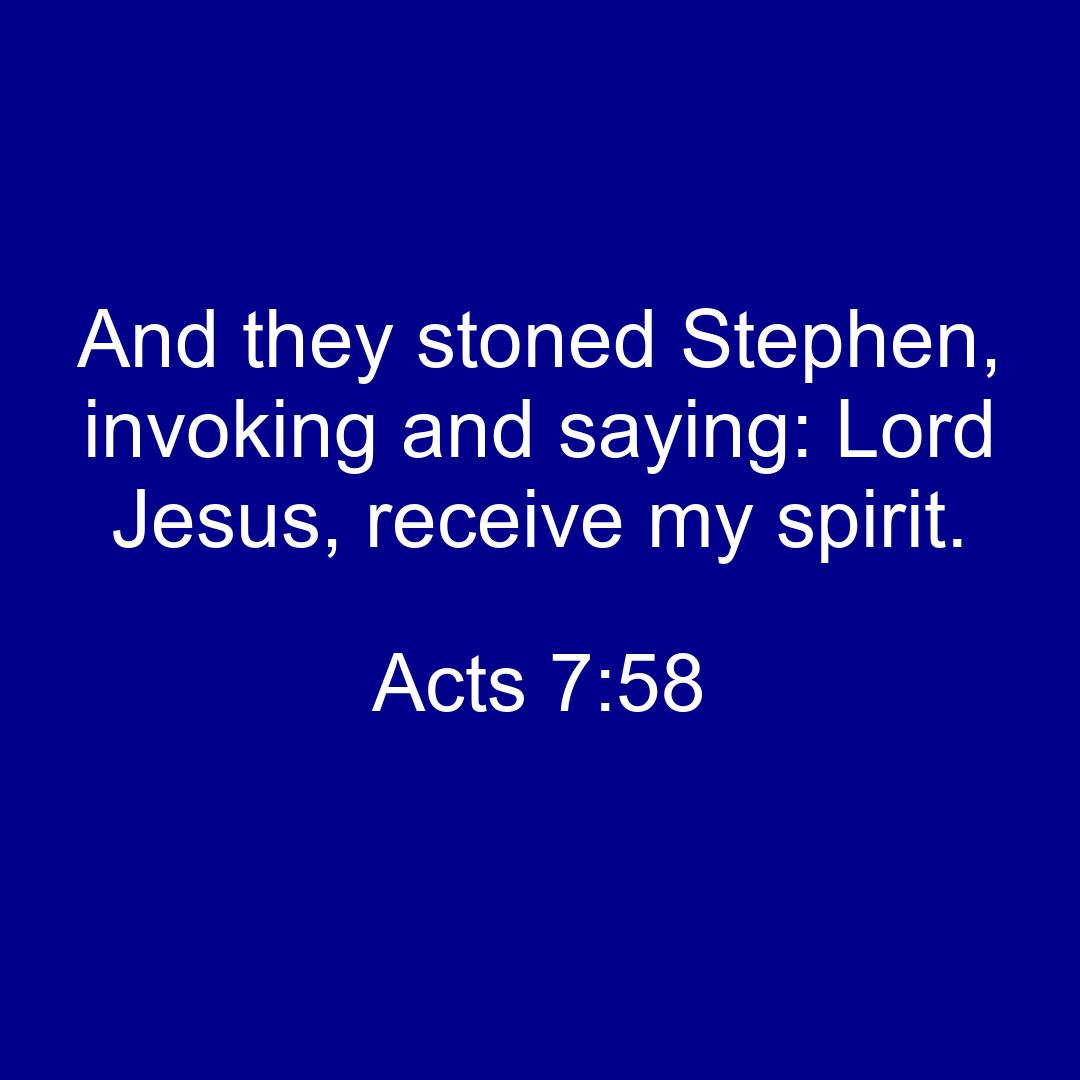 And they stoned Stephen,
invoking and saying: Lord
Jesus, receive my spirit.
Acts 7:58